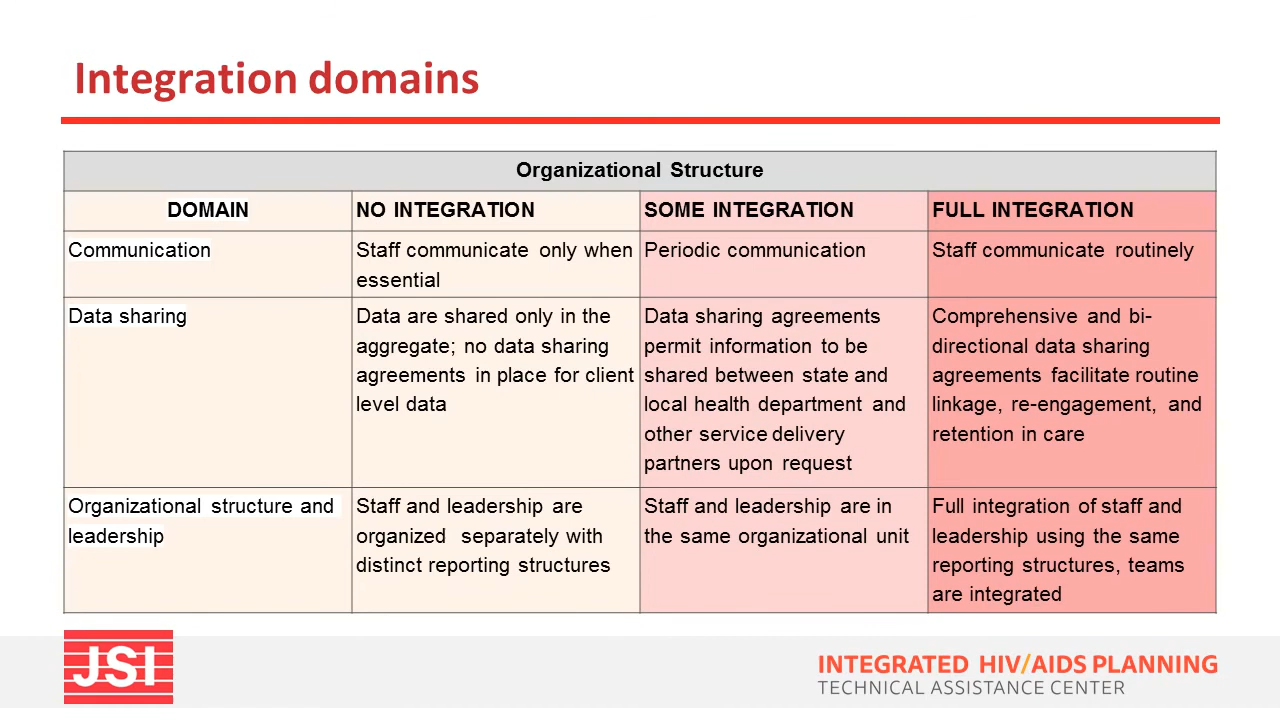 Integration domains
Organizational Structure
DOMAIN
NO INTEGRATION
SOME INTEGRATION
FULL INTEGRATION
Communication
Staff communicate only when
essential
Periodic communication
Staff communicate routinely
Data sharing
Data are shared only in the
aggregate; no data sharing
agreements in place for client
level data
Data sharing agreements
permit information to be
shared between state and
local health department and
other service delivery
partners upon request
Comprehensive and bi-
directional data sharing
agreements facilitate routine
linkage, re-engagement, and
retention in care
Organizational structure and
leadership
Staff and leadership are
organized separately with
distinct reporting structures
Staff and leadership are in
the same organizational unit
Full integration of staff and
leadership using the same
reporting structures, teams
are integrated
JSI
INTEGRATED HIV/AIDS PLANNING
TECHNICAL ASSISTANCE CENTER